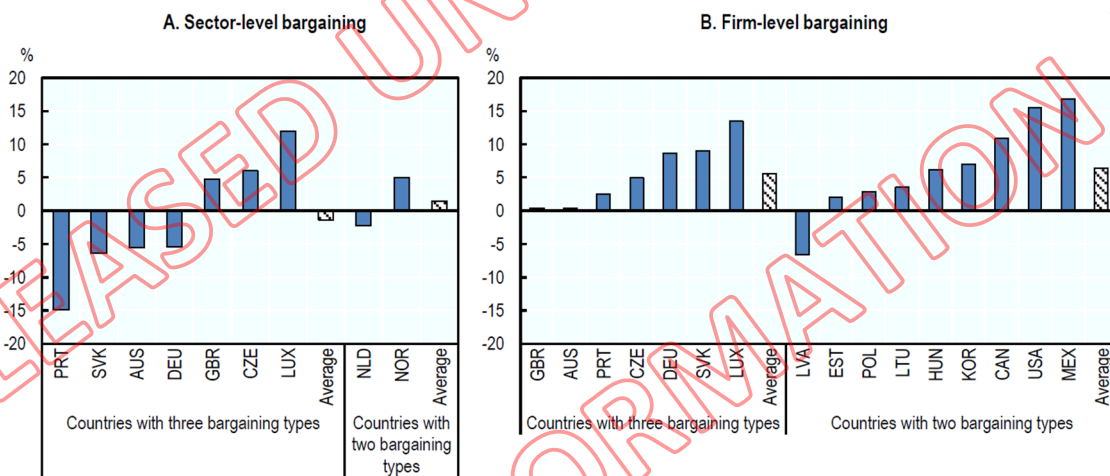 A. Sector-level bargaining
%
20
15
10
5
0
-5
-10
-15
-20
PRT
SVK
AUS
DEU
GBR
CZE
LUX
Average
NLD
NOR
Average
Countries with three bargaining types
Countries with
two bargaining
types
B. Firm-level bargaining
%
20
15
10
5
0
-5
-10
-15
-20
GBR
AUS
PRT
CZE
DEU
SVK
LUX
Average
LVA
EST
POL
LTU
HUN
KOR
CAN
USA
MEX
Average
Countries with three bargaining types
Countries with two bargaining types
LEASED UN
ORMATION